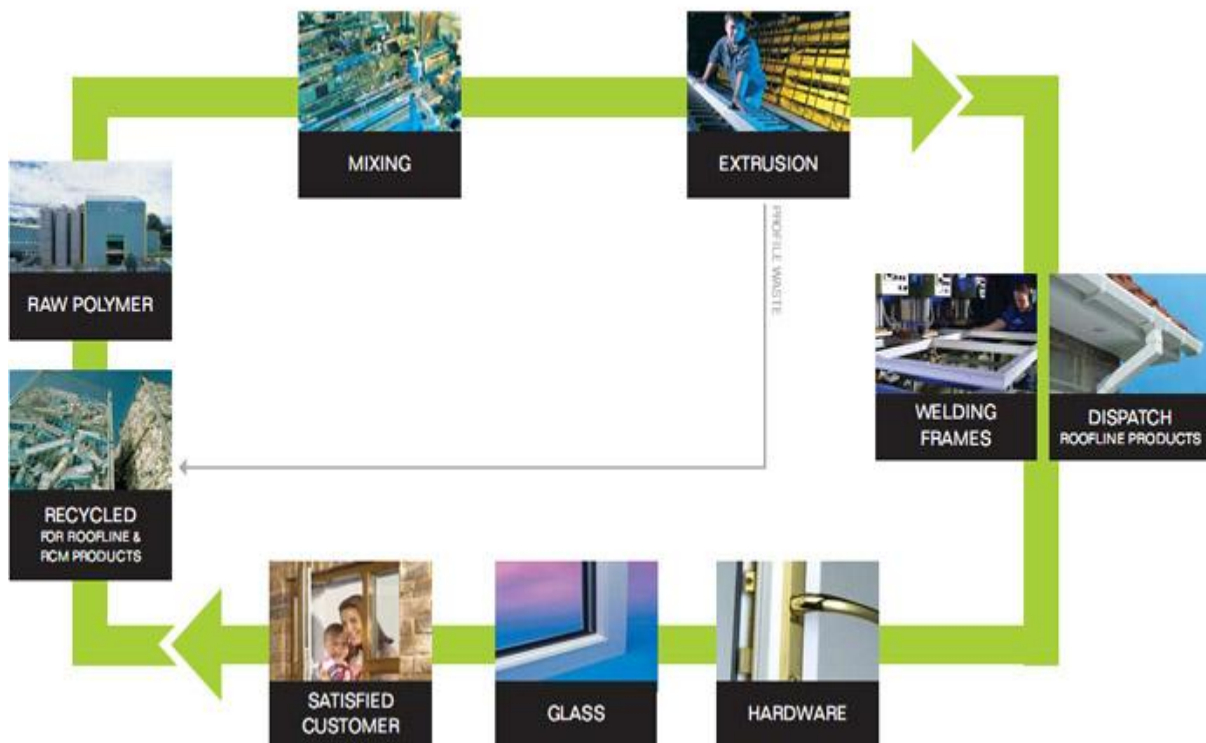 MIXING
EXTRUSION
RAW POLYMER
PROFILE WASTE
WELDING
FRAMES
DISPATCH
ROOFLINE PRODUCTS
RECYCLED
FOR ROOFLINE &
RCM PRODUCTS
SATISFIED
CUSTOMER
GLASS
HARDWARE